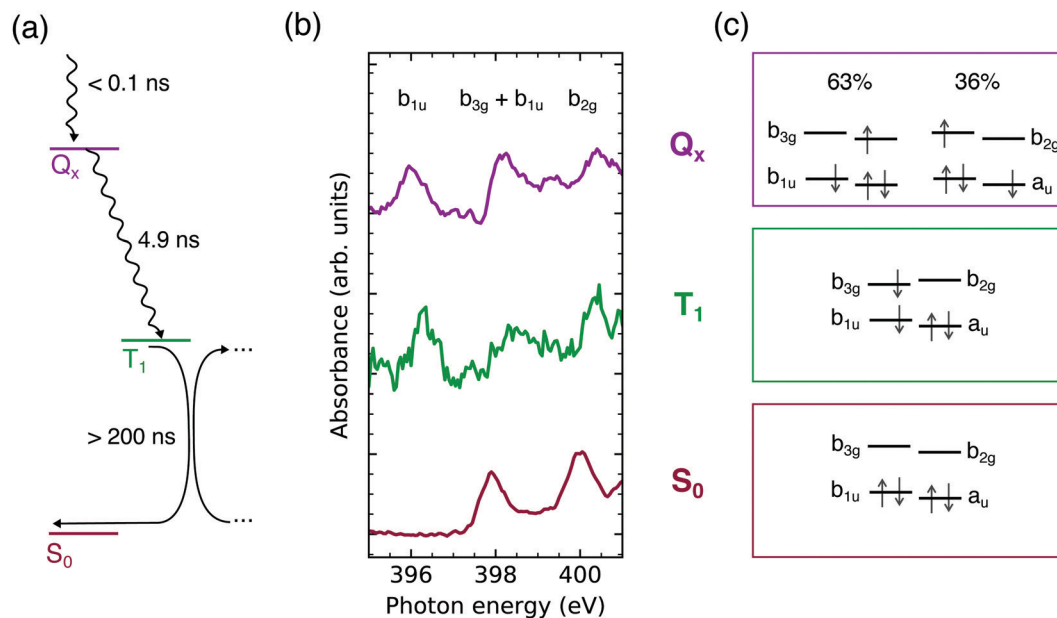 (a)
< 0.1 ns
Qx
4.9 ns
T1
...
> 200 ns
...
S0
(b)
b1u b3g + b1u b2g
Absorbance (arb. units)
396 398 400
Photon energy (eV)
Qx
T1
S0
(c)
63% 36%
b3g b2g
b1u au
b3g b2g
b1u au
b3g b2g
b1u au